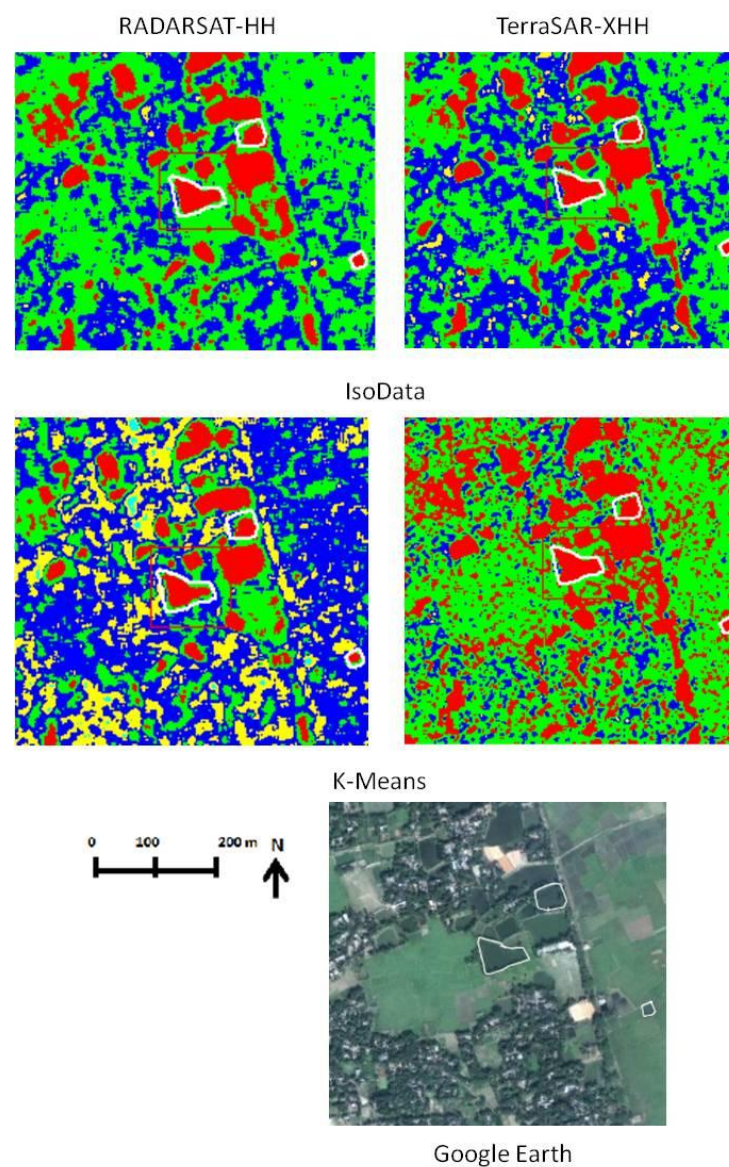 RADARSAT-HH
TerraSAR-XHH
IsoData
K-Means
0 100 200 m N
Google Earth